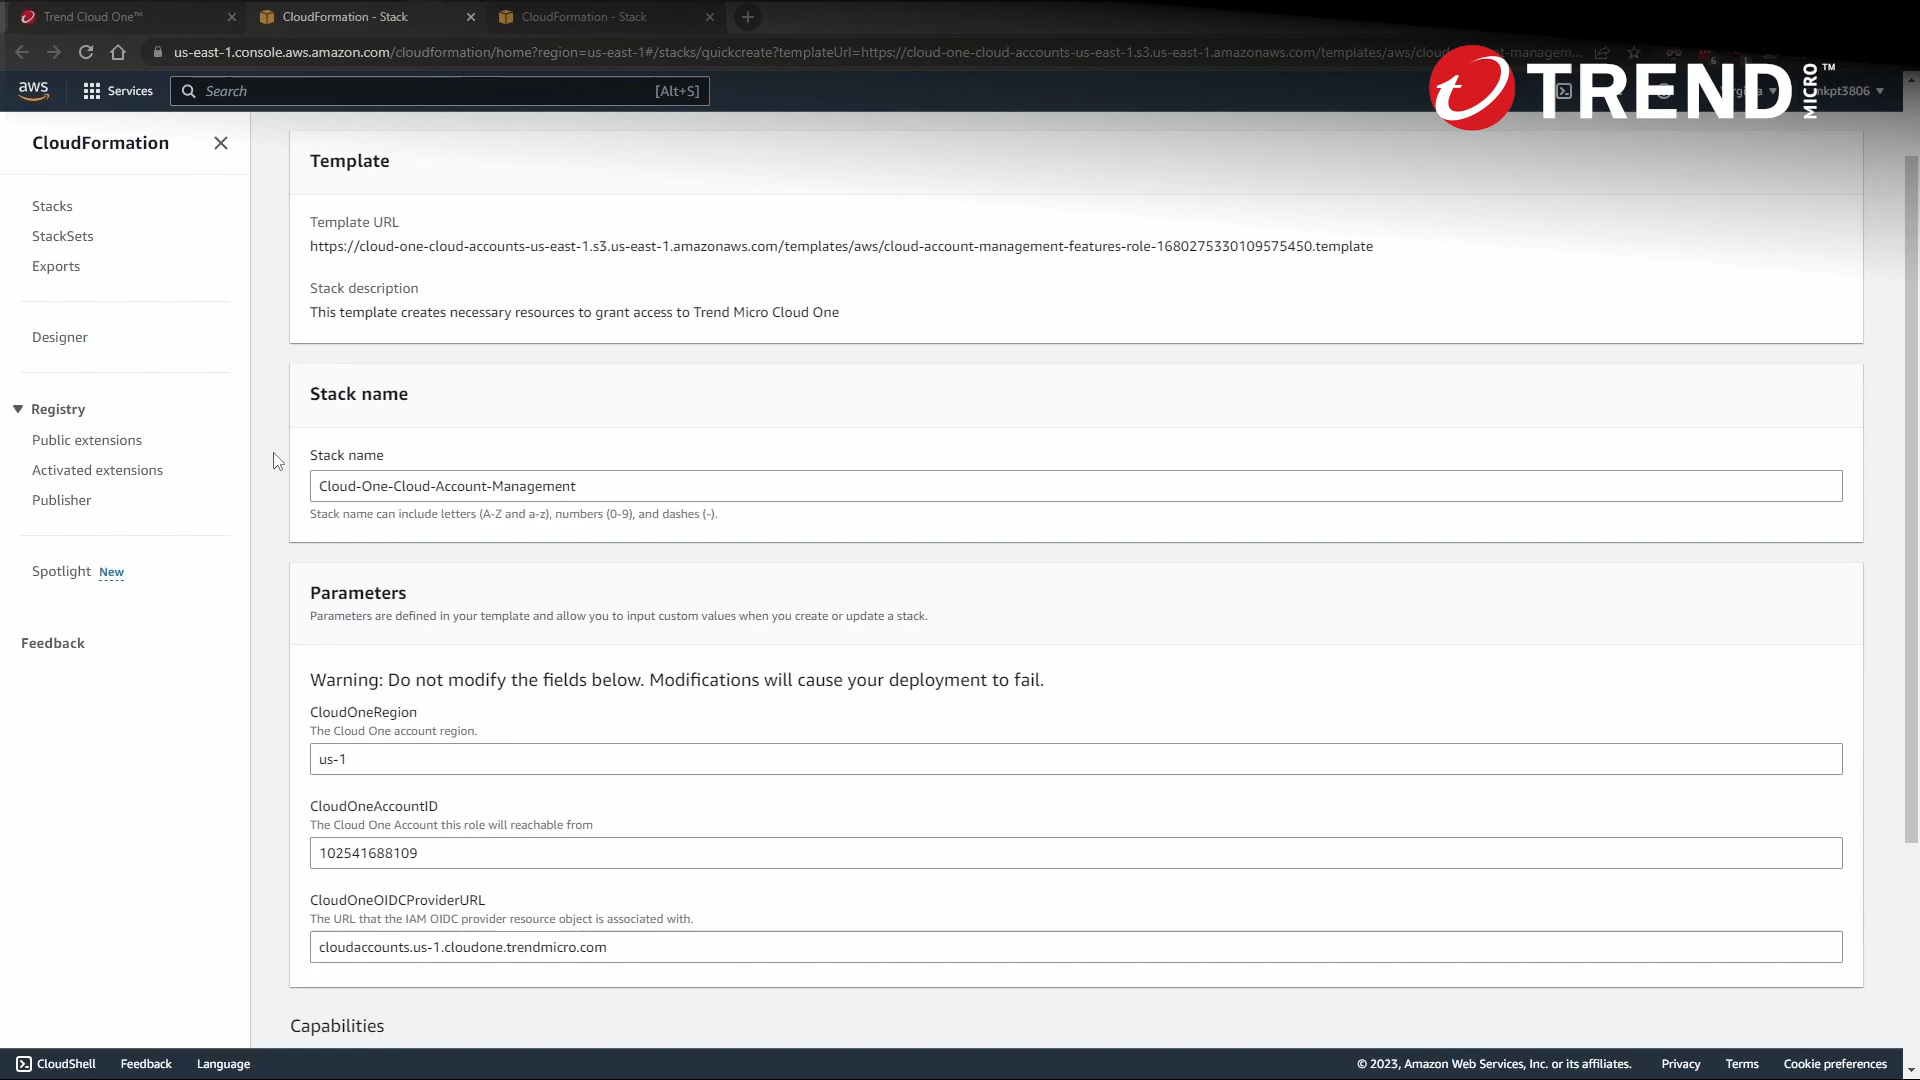 Trend Cloud One™
CloudFormation - Stack
CloudFormation - Stack
us-east-1.console.aws.amazon.com/cloudformation/home?region=us-east-1#/stacks/quickcreate?templateUrl=https://cloud-one-cloud-accounts-us-east-1.s3.us-east-1.amazonaws.com/templates/aws/cloud
aws
Services
Search
[Alt+S]
TREND
MICRO™
CloudFormation
Template
Template URL
https://cloud-one-cloud-accounts-us-east-1.s3.us-east-1.amazonaws.com/templates/aws/cloud-account-management-features-role-1680275330109575450.template
Stack description
This template creates necessary resources to grant access to Trend Micro Cloud One
Stacks
StackSets
Exports
Designer
Registry
Public extensions
Activated extensions
Publisher
Spotlight New
Feedback
Stack name
Stack name
Cloud-One-Cloud-Account-Management
Stack name can include letters (A-Z and a-z), numbers (0-9), and dashes (-).
Parameters
Parameters are defined in your template and allow you to input custom values when you create or update a stack.
Warning: Do not modify the fields below. Modifications will cause your deployment to fail.
CloudOneRegion
The Cloud One account region.
us-1
CloudOneAccountID
The Cloud One Account this role will reachable from
102541688109
CloudOneOIDCProviderURL
The URL that the IAM OIDC provider resource object is associated with.
cloudaccounts.us-1.cloudone.trendmicro.com
Capabilities
CloudShell
Feedback
Language
© 2023, Amazon Web Services, Inc. or its affiliates.
Privacy
Terms
Cookie preferences